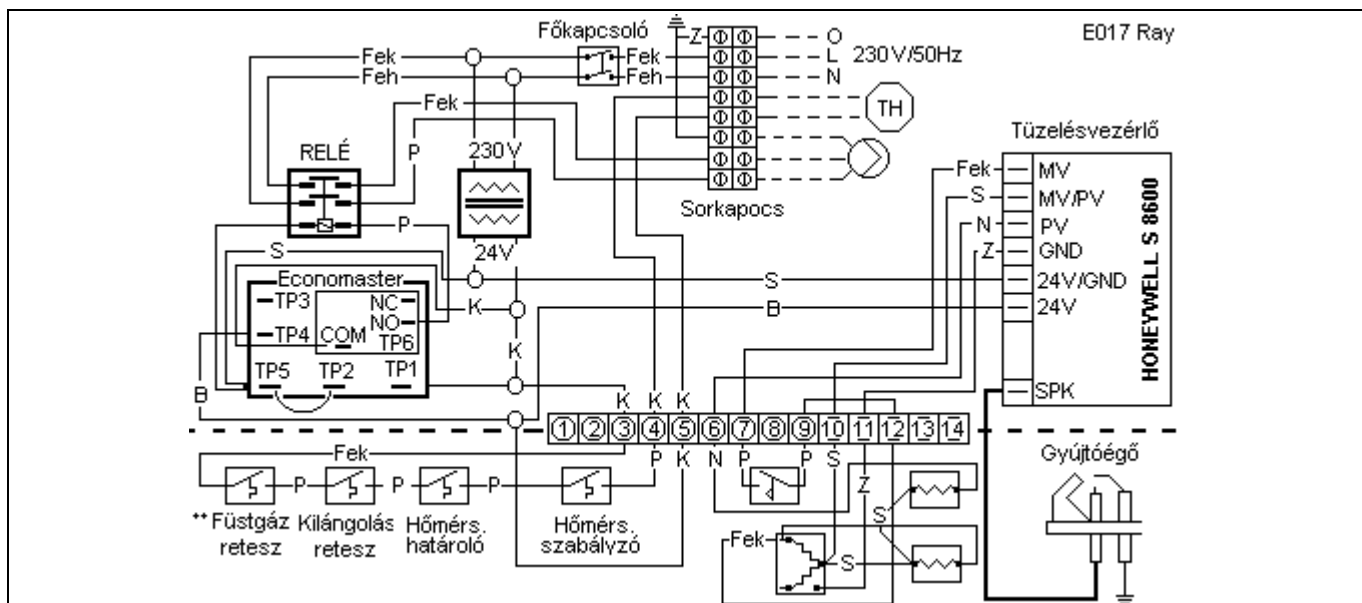 Főkapcsoló
E017 Ray
Z
O
L
N
230V/50Hz
Fek
Feh
Fek
Feh
Fek
P
TH
RELÉ
230V
24V
Sorkapocs
Tüzelésvezérlő
Fek
S
N
Z
MV
MV/PV
PV
GND
24V/GND
24V
SPK
HONEYWELL S 8600
P
S
S
B
Economaster
TP3
TP4
COM
NC
NO
TP6
TP5
TP2
TP1
K
K
B
K
K
K
1 2 3 4 5 6 7 8 9 10 11 12 13 14
Fek
P
K
N
P
P
S
Z
P
P
P
** Füstgáz
retesz
Kilángolás
retesz
Hőmérs.
határoló
Hőmérs.
szabályzó
Fek
S
S
Gyújtóégő